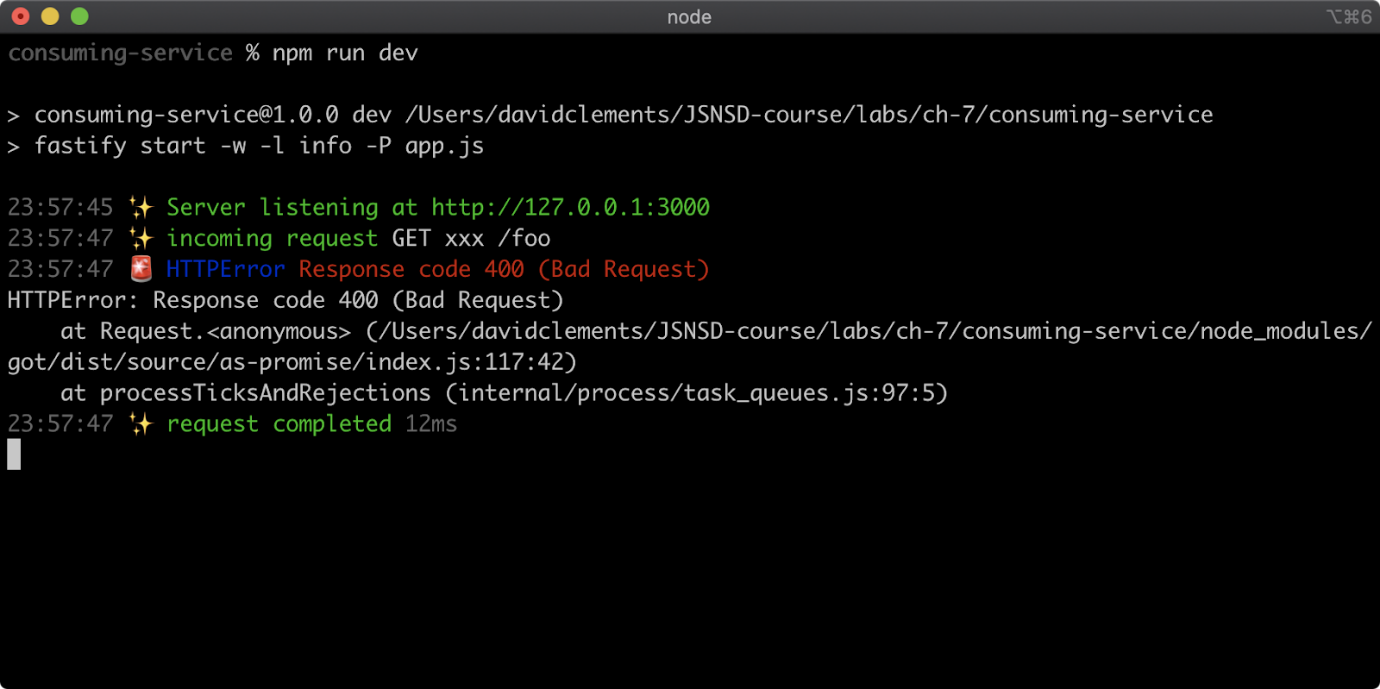 node
⌥⌘6
consuming-service % npm run dev
> consuming-service@1.0.0 dev /Users/davidclements/JSNSD-course/labs/ch-7/consuming-service
> fastify start -w -l info -P app.js
23:57:45 ✨ Server listening at http://127.0.0.1:3000
23:57:47 ✨ incoming request GET xxx /foo
23:57:47 🚨 HTTPError Response code 400 (Bad Request)
HTTPError: Response code 400 (Bad Request)
    at Request.<anonymous> (/Users/davidclements/JSNSD-course/labs/ch-7/consuming-service/node_modules/
got/dist/source/as-promise/index.js:117:42)
    at processTicksAndRejections (internal/process/task_queues.js:97:5)
23:57:47 ✨ request completed 12ms